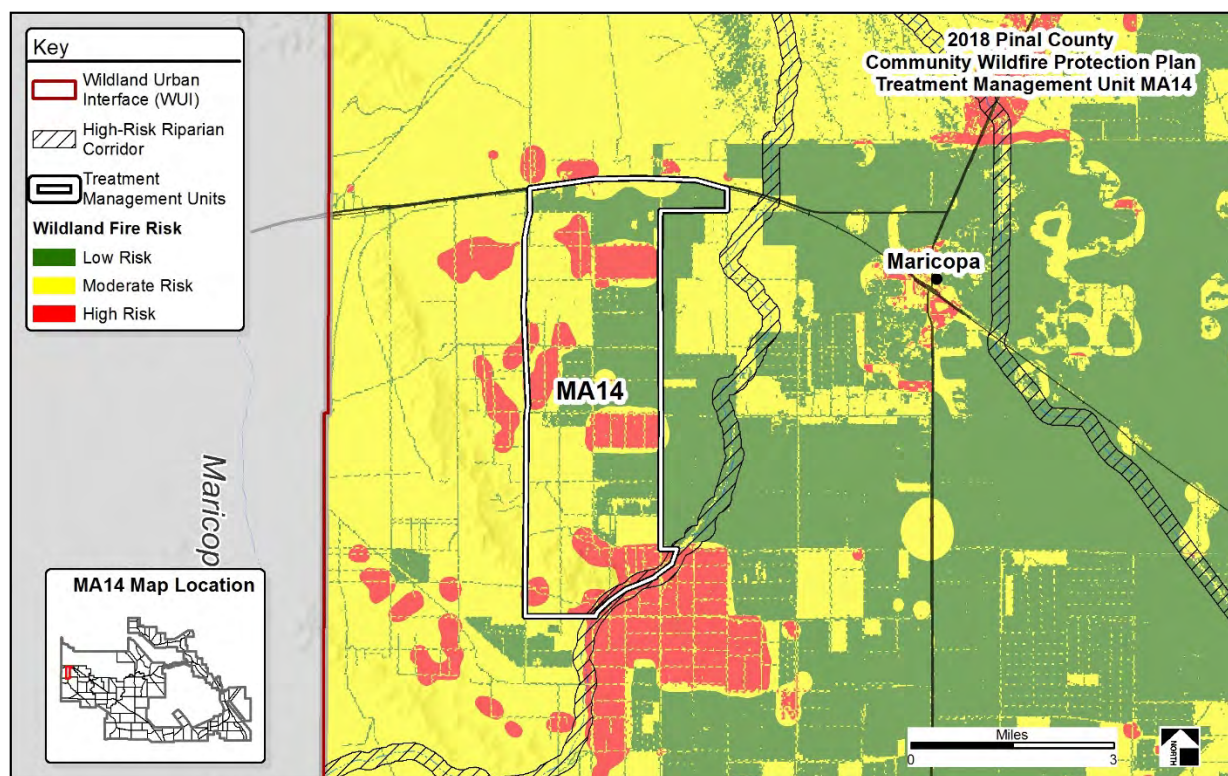 2018 Pinal County
Community Wildfire Protection Plan
Treatment Management Unit MA14
Key
Wildland Urban
Interface (WUI)
High-Risk Riparian
Corridor
Treatment
Management Units
Wildland Fire Risk
Low Risk
Moderate Risk
High Risk
Maricopa
MA14
Maricop
MA14 Map Location
Miles
0
3
NORTH